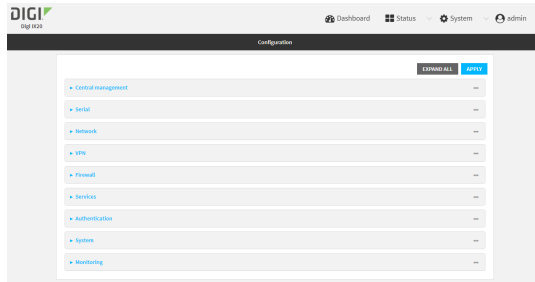 DIGI
Digi IX20
Dashboard
Status
System
admin
Configuration
EXPAND ALL
APPLY
Central management
Serial
Network
VPN
Firewall
Services
Authentication
System
Monitoring